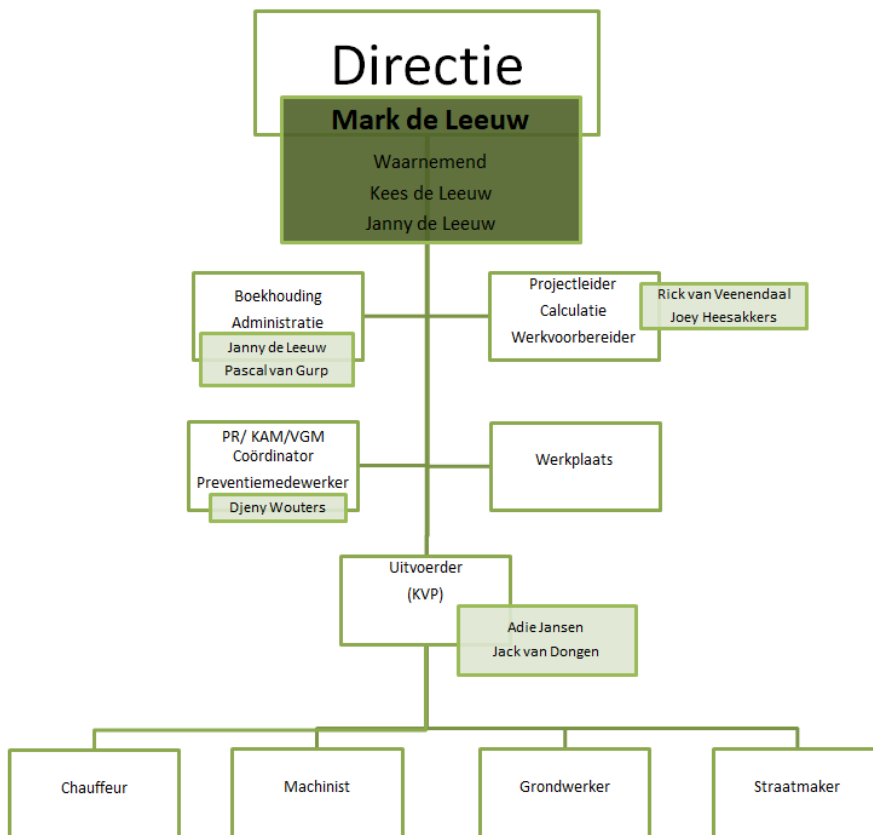 Directie
Mark de Leeuw
Waarnemend
Kees de Leeuw
Janny de Leeuw
Boekhouding
Administratie
Janny de Leeuw
Pascal van Gurp
Projectleider
Calculatie
Werkvoorbereider
Rick van Veenendaal
Joey Heesakkers
PR/ KAM/VGM
Coördinator
Preventiemedewerker
Djeny Wouters
Werkplaats
Uitvoerder
(KVP)
Adie Jansen
Jack van Dongen
Chauffeur
Machinist
Grondwerker
Straatmaker